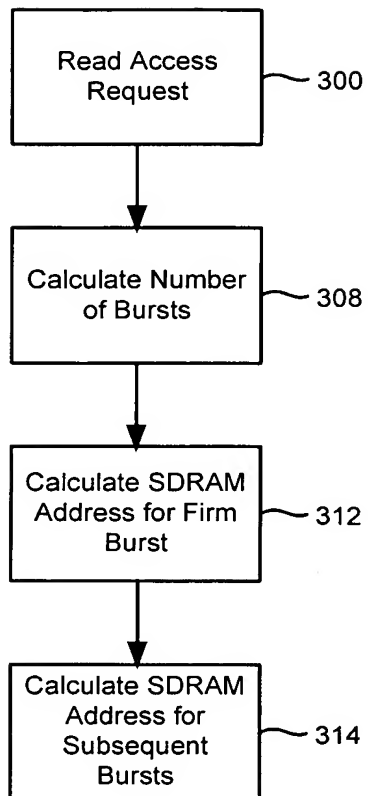 Read Access
Request
300
Calculate Number
of Bursts
308
Calculate SDRAM
Address for Firm
Burst
312
Calculate SDRAM
Address for
Subsequent
Bursts
314